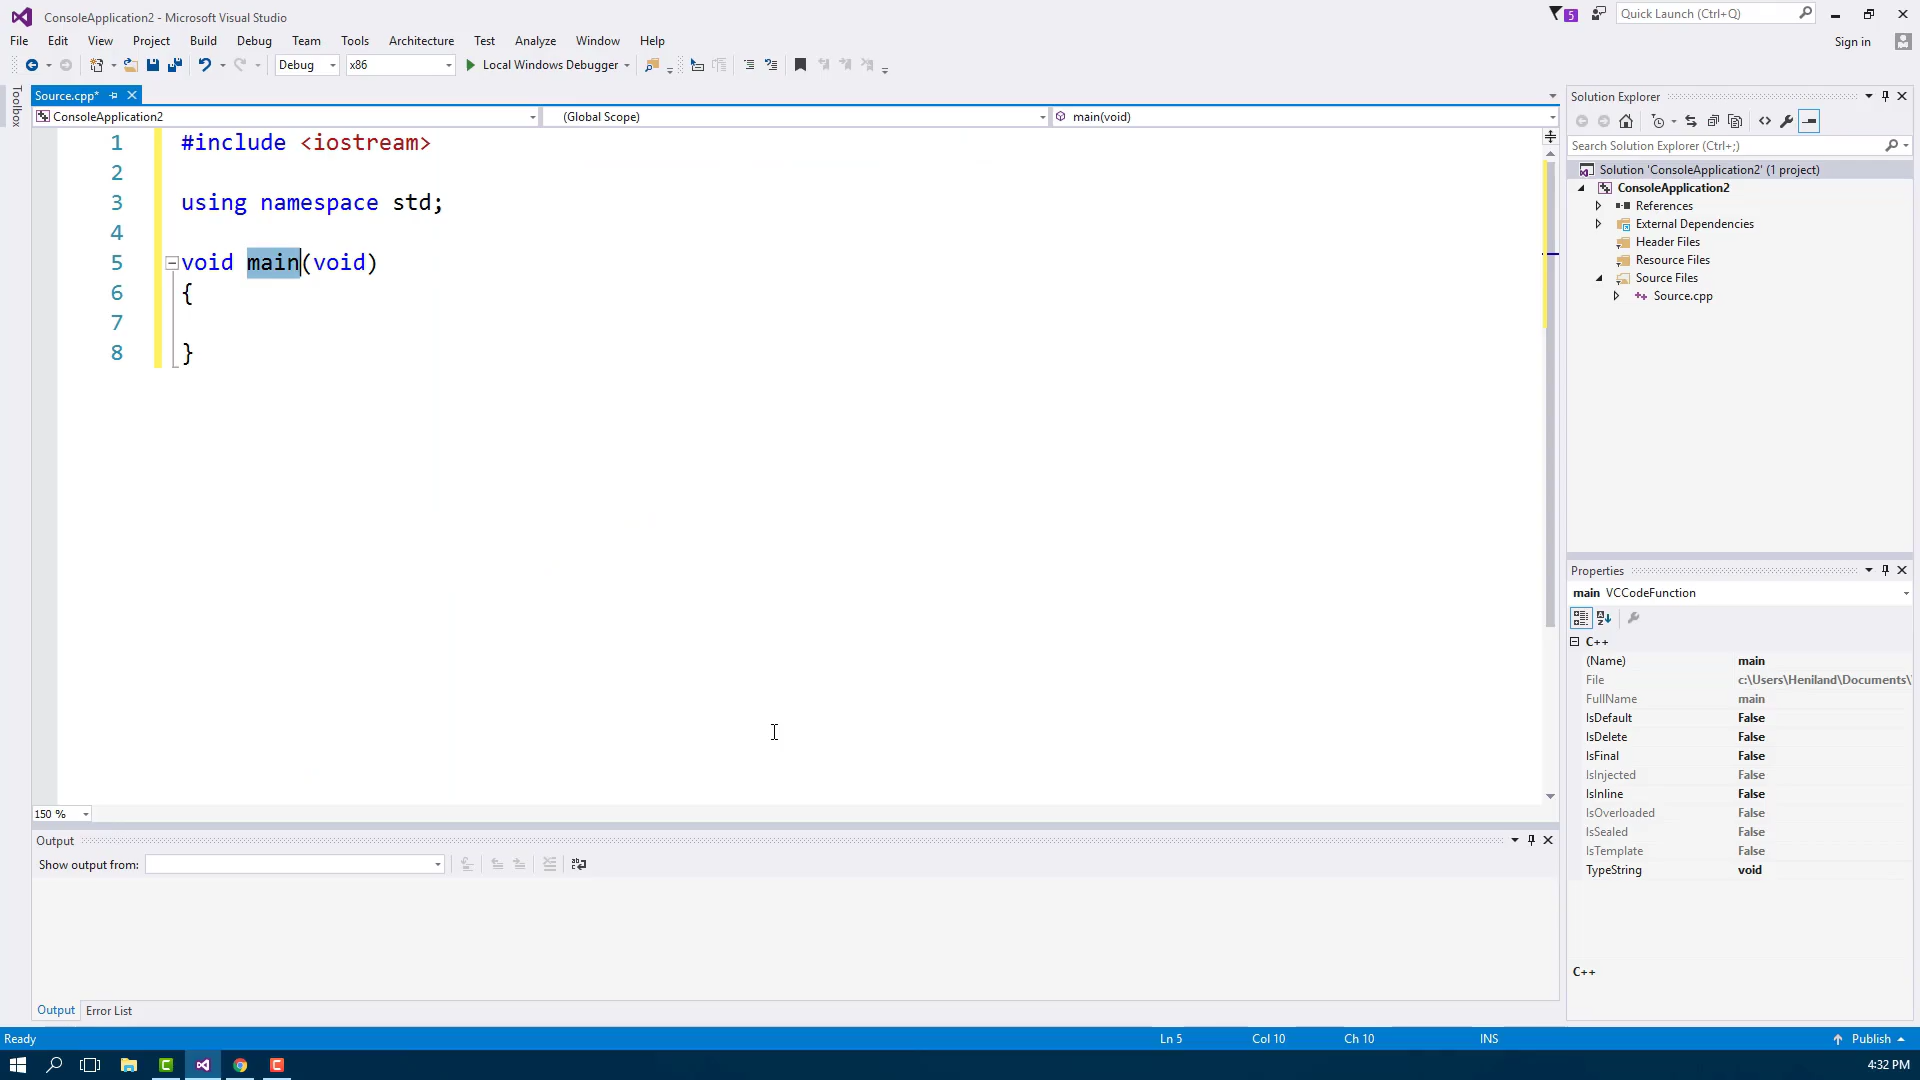 ConsoleApplication2 - Microsoft Visual Studio
5
Quick Launch (Ctrl+Q)
File Edit View Project Build Debug Team Tools Architecture Test Analyze Window Help
Sign in
Debug x86 Local Windows Debugger
Toolbox
Source.cpp*
ConsoleApplication2 (Global Scope) main(void)
1 #include <iostream>
2
3 using namespace std;
4
5 void main(void)
6 {
7
8 }
150 %
Output
Show output from:
Output Error List
Solution Explorer
Search Solution Explorer (Ctrl+;)
Solution 'ConsoleApplication2' (1 project)
ConsoleApplication2
References
External Dependencies
Header Files
Resource Files
Source Files
Source.cpp
Properties
main VCCodeFunction
C++
(Name) main
File c:\Users\Heniland\Documents\
FullName main
IsDefault False
IsDelete False
IsFinal False
IsInjected False
IsInline False
IsOverloaded False
IsSealed False
IsTemplate False
TypeString void
C++
Ready Ln 5 Col 10 Ch 10 INS Publish
4:32 PM